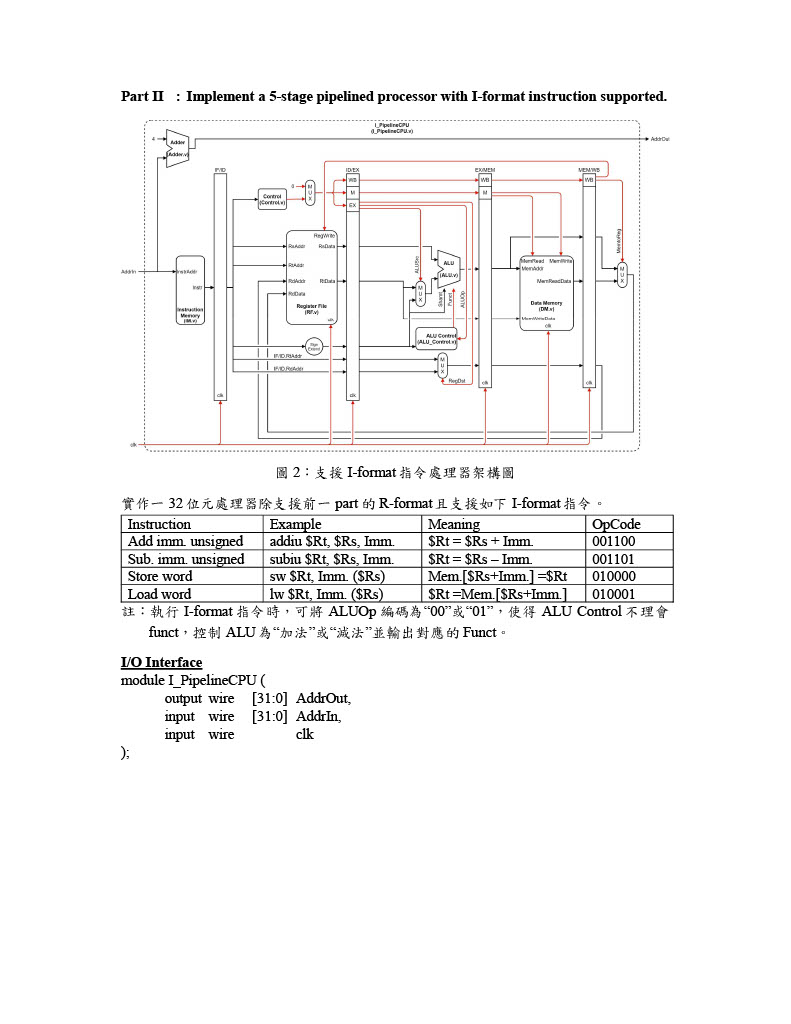 Part II : Implement a 5-stage pipelined processor with I-format instruction supported.
I_PipelineCPU
(I_PipelineCPU.v)
4
Adder
(Adder.v)
AddrOut
IF/ID
ID/EX
EX/MEM
MEM/WB
WB
WB
WB
0
M
U
X
M
M
Control
(Control.v)
EX
RegWrite
RsAddr
RsData
RtAddr
RdAddr
RtData
RdData
Register File
(RF.v)
clk
AddrIn
InstrAddr
Instr
Instruction
Memory
(IM.v)
ALUSrc
ALU
(ALU.v)
M
U
X
Shamt
Funct
ALUOp
ALU Control
(ALU_Control.v)
MemRead MemWrite
MemAddr
MemReadData
Data Memory
(DM.v)
MemWriteData
clk
MemtoReg
M
U
X
Sign
Extend
IF/ID.RtAddr
IF/ID.RdAddr
M
U
X
RegDst
clk
clk
clk
clk
clk
圖 2：支援 I-format 指令處理器架構圖
實作一 32 位元處理器除支援前一 part 的 R-format 且支援如下 I-format 指令。
Instruction Example Meaning OpCode
Add imm. unsigned addiu $Rt, $Rs, Imm. $Rt = $Rs + Imm. 001100
Sub. imm. unsigned subiu $Rt, $Rs, Imm. $Rt = $Rs – Imm. 001101
Store word sw $Rt, Imm. ($Rs) Mem.[$Rs+Imm.] =$Rt 010000
Load word lw $Rt, Imm. ($Rs) $Rt =Mem.[$Rs+Imm.] 010001
註：執行 I-format 指令時，可將 ALUOp 編碼為“00”或“01”，使得 ALU Control 不理會
funct，控制 ALU 為“加法”或“減法”並輸出對應的 Funct。
I/O Interface
module I_PipelineCPU (
output wire [31:0] AddrOut,
input wire [31:0] AddrIn,
input wire clk
);